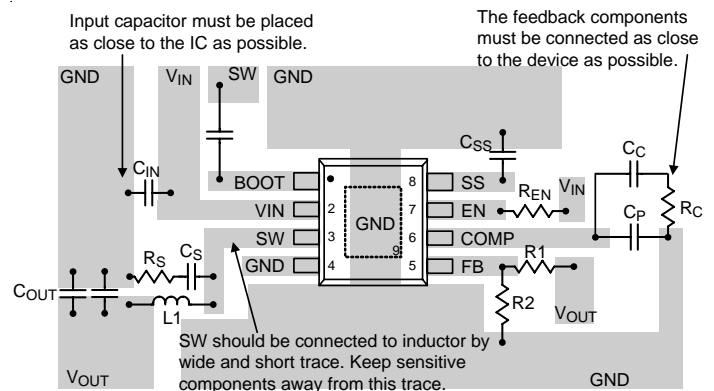 Input capacitor must be placed
as close to the IC as possible.
The feedback components
must be connected as close
to the device as possible.
GND
VIN
SW
GND
CIN
CSS
CC
REN
VIN
CP
RC
BOOT
VIN
SW
GND
2
3
4
GND
9
8
7
6
5
SS
EN
COMP
FB
RS
CS
COUT
L1
R1
R2
VOUT
SW should be connected to inductor by
wide and short trace. Keep sensitive
components away from this trace.
VOUT
GND